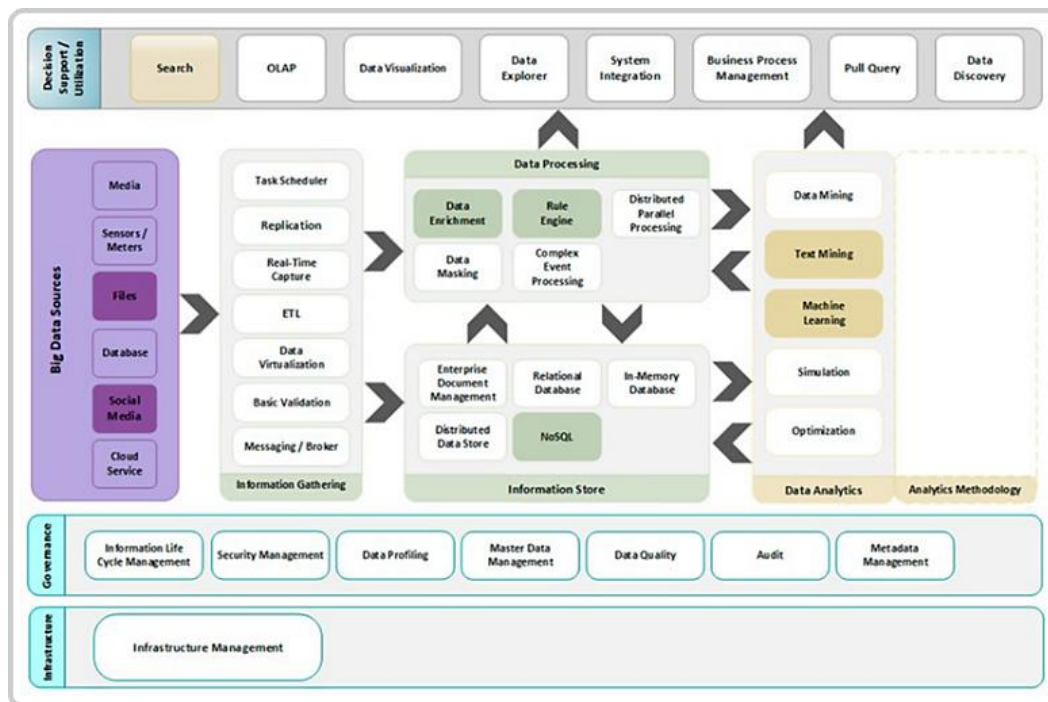 Decision
Support /
Utilization
Search
OLAP
Data Visualization
Data
Explorer
System
Integration
Business Process
Management
Pull Query
Data
Discovery
Big Data Sources
Media
Sensors /
Meters
Files
Database
Social
Media
Cloud
Service
Task Scheduler
Replication
Real-Time
Capture
ETL
Data
Virtualization
Basic Validation
Messaging / Broker
Information Gathering
Data Processing
Data
Enrichment
Rule
Engine
Distributed
Parallel
Processing
Data
Masking
Complex
Event
Processing
Enterprise
Document
Management
Relational
Database
In-Memory
Database
Distributed
Data Store
NoSQL
Information Store
Data Mining
Text Mining
Machine
Learning
Simulation
Optimization
Data Analytics
Analytics Methodology
Governance
Information Life
Cycle Management
Security Management
Data Profiling
Master Data
Management
Data Quality
Audit
Metadata
Management
Infrastructure
Infrastructure Management